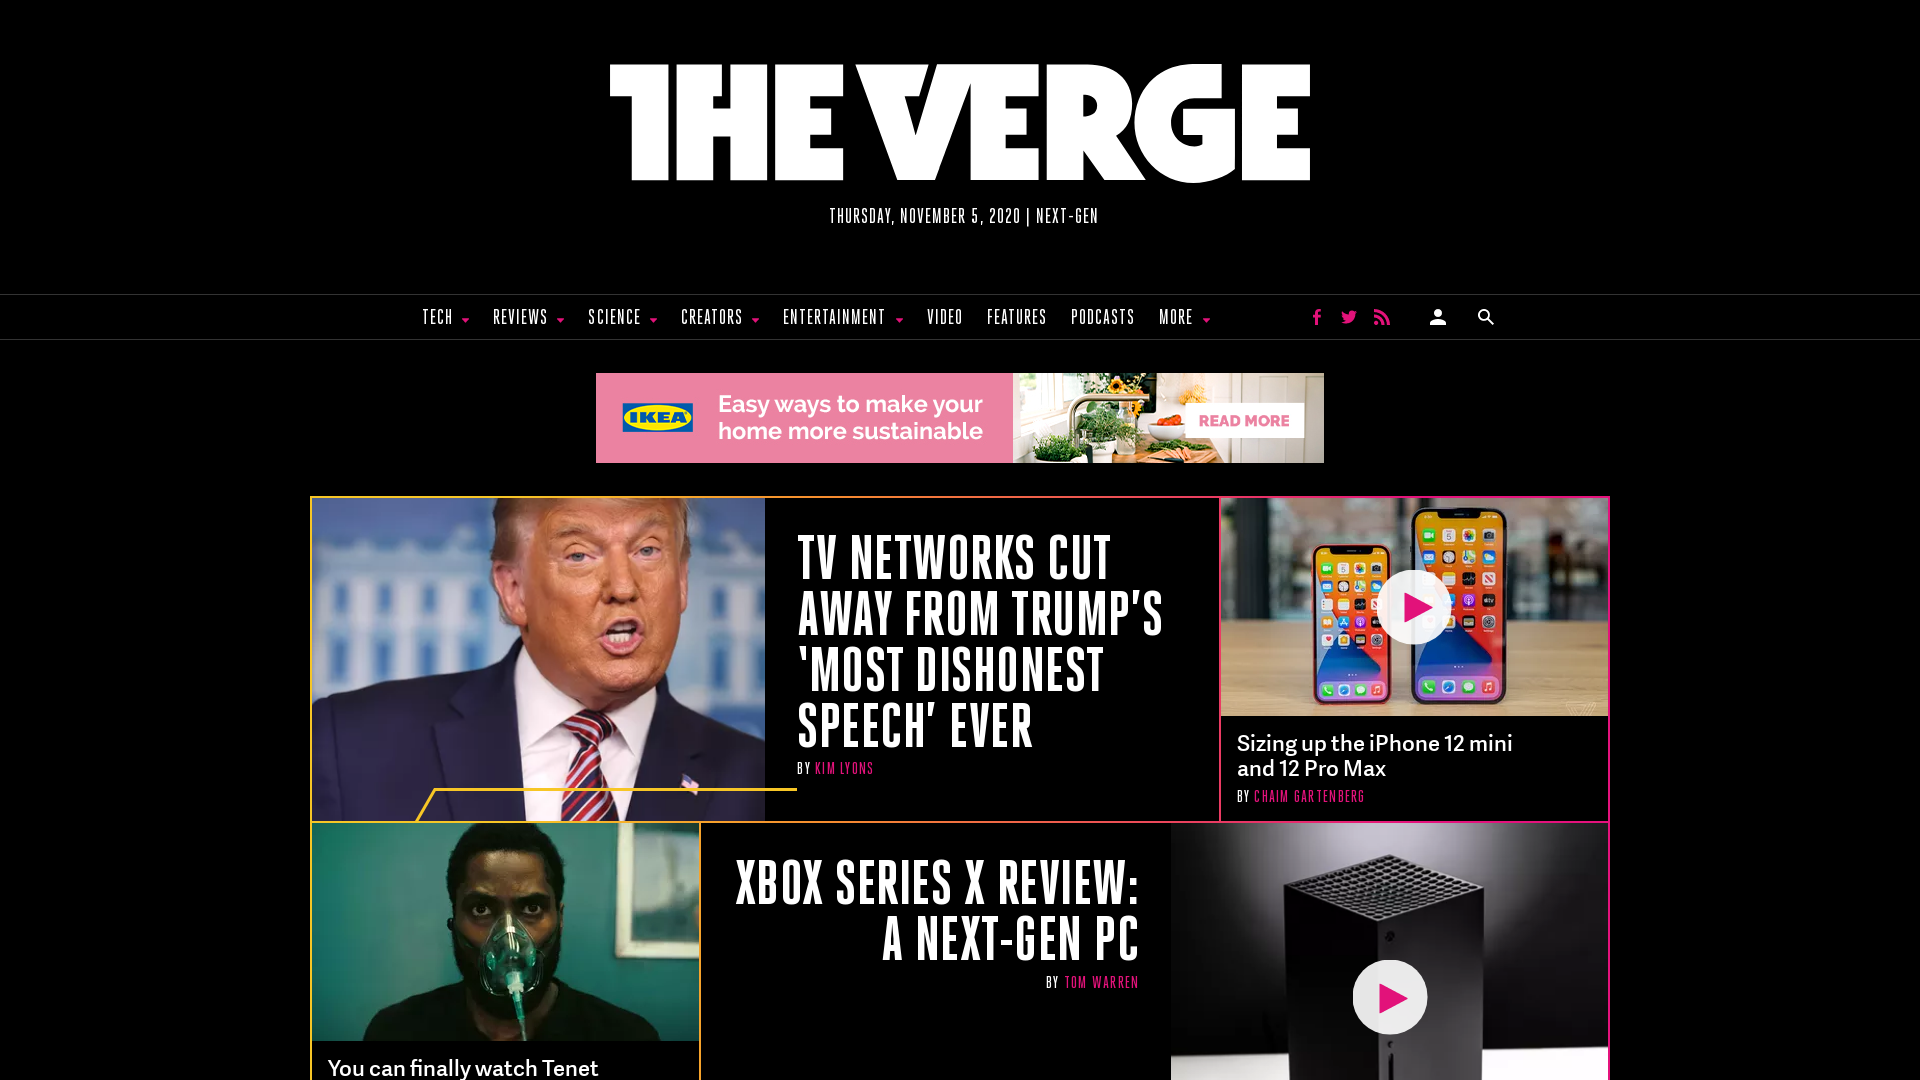 THE VERGE
THURSDAY, NOVEMBER 5, 2020 | NEXT-GEN
TECH REVIEWS SCIENCE CREATORS ENTERTAINMENT VIDEO FEATURES PODCASTS MORE
IKEA
Easy ways to make your
home more sustainable
READ MORE
TV NETWORKS CUT
AWAY FROM TRUMP'S
'MOST DISHONEST
SPEECH' EVER
BY KIM LYONS
Sizing up the iPhone 12 mini
and 12 Pro Max
BY CHAIM GARTENBERG
XBOX SERIES X REVIEW:
A NEXT-GEN PC
BY TOM WARREN
You can finally watch Tenet